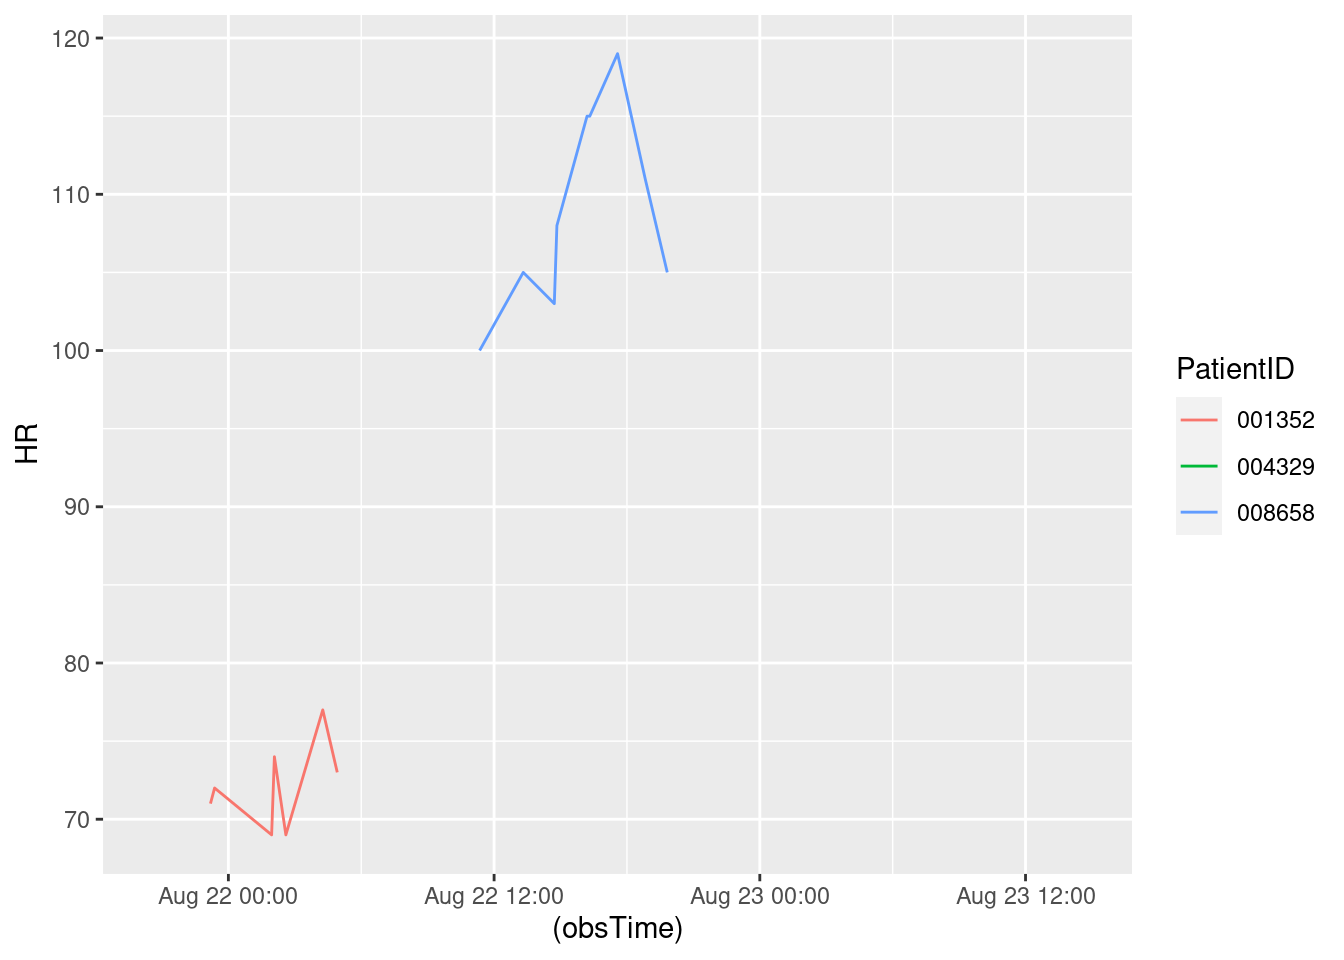 120
110
100
90
80
70
HR
Aug 22 00:00
Aug 22 12:00
Aug 23 00:00
Aug 23 12:00
(obsTime)
PatientID
001352
004329
008658